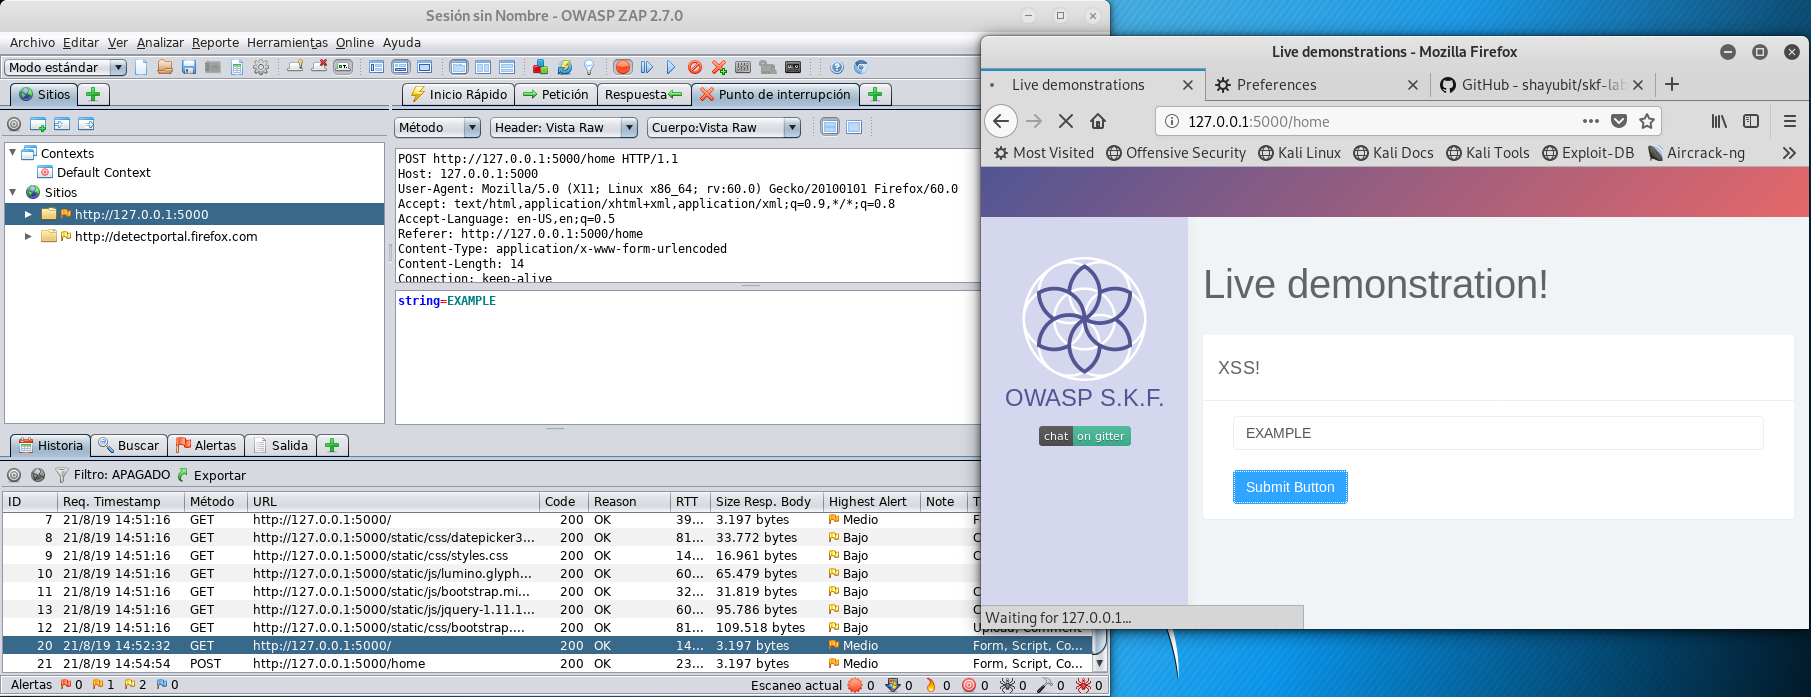 Sesión sin Nombre - OWASP ZAP 2.7.0
Archivo Editar Ver Analizar Reporte Herramientas Online Ayuda
Modo estándar
Sitios
Inicio Rápido Petición Respuesta Punto de interrupción
Método Header: Vista Raw Cuerpo:Vista Raw
Contexts
Default Context
Sitios
http://127.0.0.1:5000
http://detectportal.firefox.com
POST http://127.0.0.1:5000/home HTTP/1.1
Host: 127.0.0.1:5000
User-Agent: Mozilla/5.0 (X11; Linux x86_64; rv:60.0) Gecko/20100101 Firefox/60.0
Accept: text/html,application/xhtml+xml,application/xml;q=0.9,*/*;q=0.8
Accept-Language: en-US,en;q=0.5
Referer: http://127.0.0.1:5000/home
Content-Type: application/x-www-form-urlencoded
Content-Length: 14
Connection: keep-alive
string=EXAMPLE
Historia Buscar Alertas Salida
Filtro: APAGADO Exportar
ID Req. Timestamp Método URL Code Reason RTT Size Resp. Body Highest Alert Note T
7 21/8/19 14:51:16 GET http://127.0.0.1:5000/ 200 OK 39... 3.197 bytes Medio F
8 21/8/19 14:51:16 GET http://127.0.0.1:5000/static/css/datepicker3... 200 OK 81... 33.772 bytes Bajo C
9 21/8/19 14:51:16 GET http://127.0.0.1:5000/static/css/styles.css 200 OK 14... 16.961 bytes Bajo C
10 21/8/19 14:51:16 GET http://127.0.0.1:5000/static/js/lumino.glyph... 200 OK 60... 65.479 bytes Bajo
11 21/8/19 14:51:16 GET http://127.0.0.1:5000/static/js/bootstrap.mi... 200 OK 32... 31.819 bytes Bajo C
13 21/8/19 14:51:16 GET http://127.0.0.1:5000/static/js/jquery-1.11.1... 200 OK 60... 95.786 bytes Bajo C
12 21/8/19 14:51:16 GET http://127.0.0.1:5000/static/css/bootstrap.... 200 OK 81... 109.518 bytes Bajo Upload, Comment
20 21/8/19 14:52:32 GET http://127.0.0.1:5000/ 200 OK 14... 3.197 bytes Medio Form, Script, Co...
21 21/8/19 14:54:54 POST http://127.0.0.1:5000/home 200 OK 23... 3.197 bytes Medio Form, Script, Co...
Alertas 0 1 2 0 Escaneo actual 0 0 0 0 0 0 0
Live demonstrations - Mozilla Firefox
Live demonstrations Preferences GitHub - shayubit/skf-lab
127.0.0.1:5000/home
Most Visited Offensive Security Kali Linux Kali Docs Kali Tools Exploit-DB Aircrack-ng
OWASP S.K.F.
chat on gitter
Live demonstration!
XSS!
EXAMPLE
Submit Button
Waiting for 127.0.0.1...